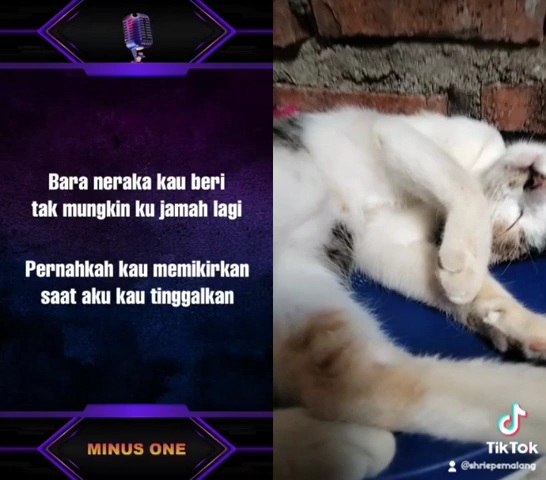 Bara neraka kau beri
tak mungkin ku jamah lagi
Pernahkah kau memikirkan
saat aku kau tinggalkan
MINUS ONE
TikTok
@shriepemalang